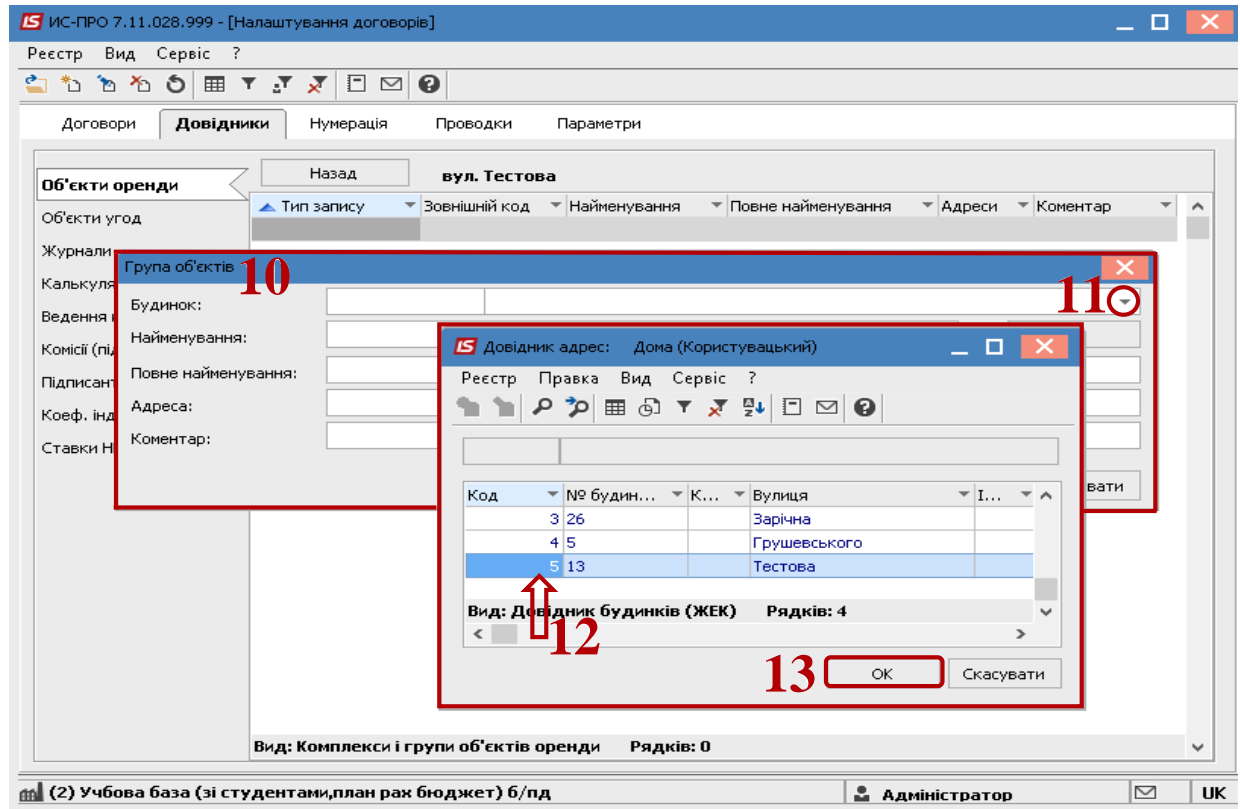 ИС-ПРО 7.11.028.999 - [Налаштування договорів]
Реєстр Вид Сервіс ?
Договори Довідники Нумерація Проводки Параметри
Об'єкти оренди
Назад вул. Тестова
Тип запису Зовнішній код Найменування Повне найменування Адреси Коментар
Об'єкти угод
Журнали
Калькуля
Ведення
Комісії (пі
Підписант
Коеф. інд
Ставки Н
Група об'єктів 10
Будинок: 11
Найменування:
Повне найменування:
Адреса:
Коментар:
вати
IS Довідник адрес: Дома (Користувацький)
Реєстр Правка Вид Сервіс ?
Код № будин... К... Вулиця І...
3 26 Зарічна
4 5 Грушевського
5 13 Тестова
Вид: Довідник будинків (ЖЕК) Рядків: 4
12
13 OK Скасувати
Вид: Комплекси і групи об'єктів оренди Рядків: 0
(2) Учбова база (зі студентами,план рах бюджет) б/пд Адміністратор UK